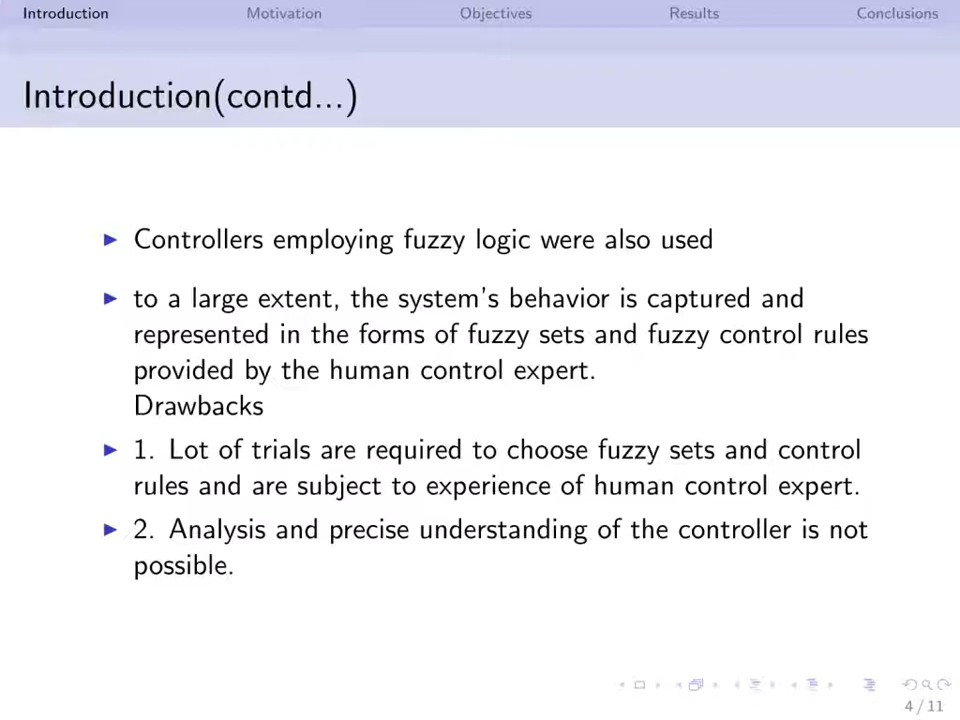 Introduction Motivation Objectives Results Conclusions
Introduction(contd...)
Controllers employing fuzzy logic were also used
to a large extent, the system's behavior is captured and
represented in the forms of fuzzy sets and fuzzy control rules
provided by the human control expert.
Drawbacks
1. Lot of trials are required to choose fuzzy sets and control
rules and are subject to experience of human control expert.
2. Analysis and precise understanding of the controller is not
possible.
4 / 11